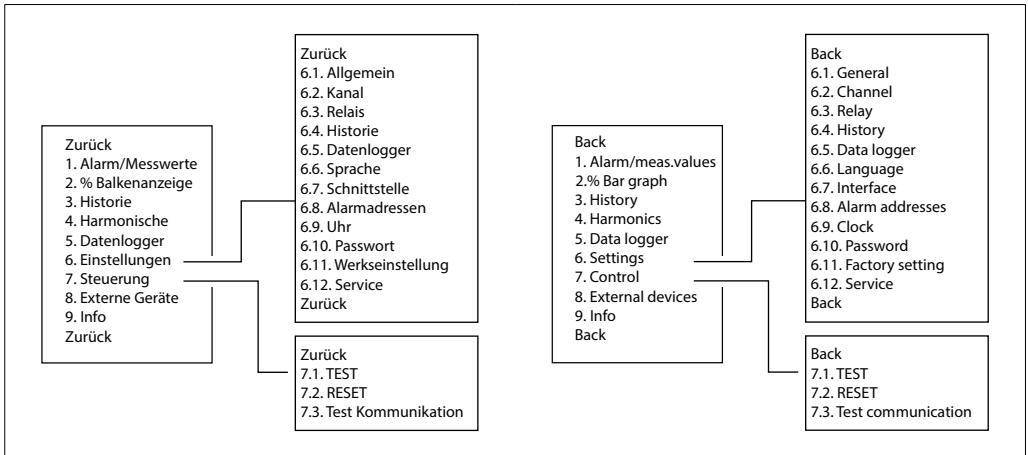 Zurück
1. Alarm/Messwerte
2. % Balkenanzeige
3. Historie
4. Harmonische
5. Datenlogger
6. Einstellungen
7. Steuerung
8. Externe Geräte
9. Info
Zurück
Zurück
6.1. Allgemein
6.2. Kanal
6.3. Relais
6.4. Historie
6.5. Datenlogger
6.6. Sprache
6.7. Schnittstelle
6.8. Alarmadressen
6.9. Uhr
6.10. Passwort
6.11. Werkseinstellung
6.12. Service
Zurück
Zurück
7.1. TEST
7.2. RESET
7.3. Test Kommunikation
Back
1. Alarm/meas.values
2.% Bar graph
3. History
4. Harmonics
5. Data logger
6. Settings
7. Control
8. External devices
9. Info
Back
Back
6.1. General
6.2. Channel
6.3. Relay
6.4. History
6.5. Data logger
6.6. Language
6.7. Interface
6.8. Alarm addresses
6.9. Clock
6.10. Password
6.11. Factory setting
6.12. Service
Back
Back
7.1. TEST
7.2. RESET
7.3. Test communication